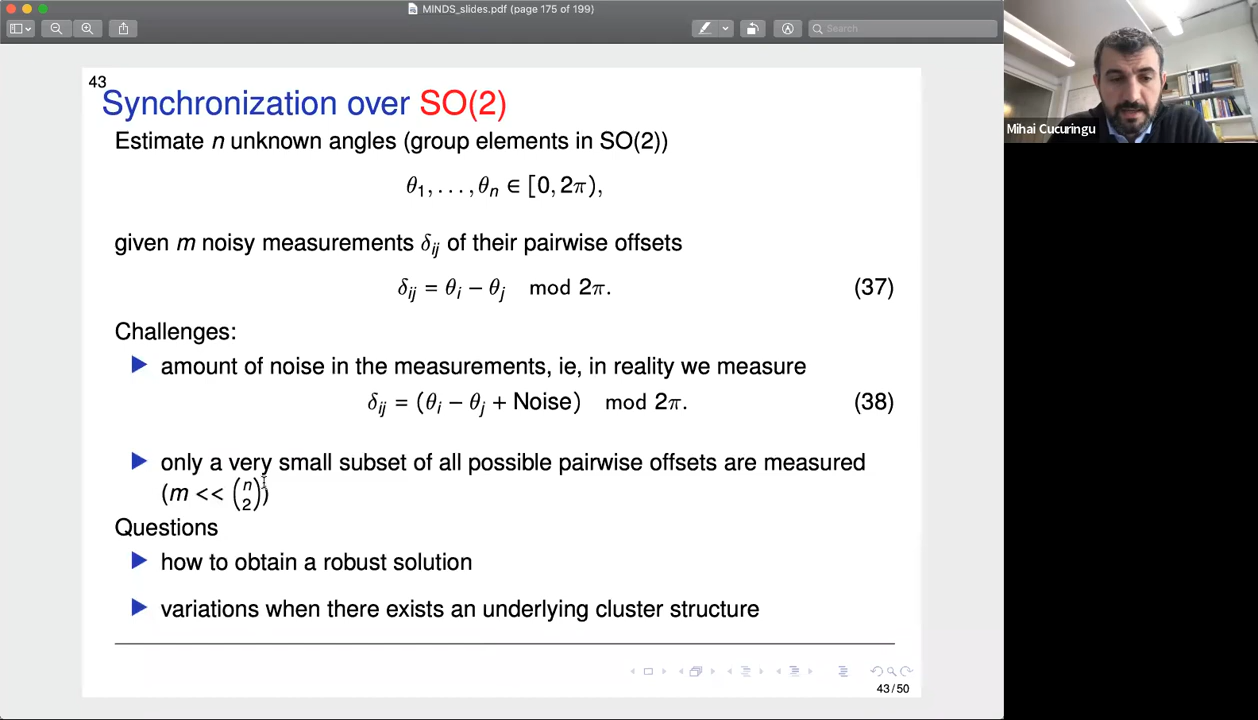 MINDS_slides.pdf (page 175 of 199)
Search
43
Synchronization over SO(2)
Estimate n unknown angles (group elements in SO(2))
θ₁, . . . , θₙ ∈ [0, 2π),
given m noisy measurements δᵢⱼ of their pairwise offsets
δᵢⱼ = θᵢ − θⱼ mod 2π. (37)
Challenges:
▶ amount of noise in the measurements, ie, in reality we measure
δᵢⱼ = (θᵢ − θⱼ + Noise) mod 2π. (38)
▶ only a very small subset of all possible pairwise offsets are measured
(m << (n 2))
Questions
▶ how to obtain a robust solution
▶ variations when there exists an underlying cluster structure
43/50
Mihai Cucuringu